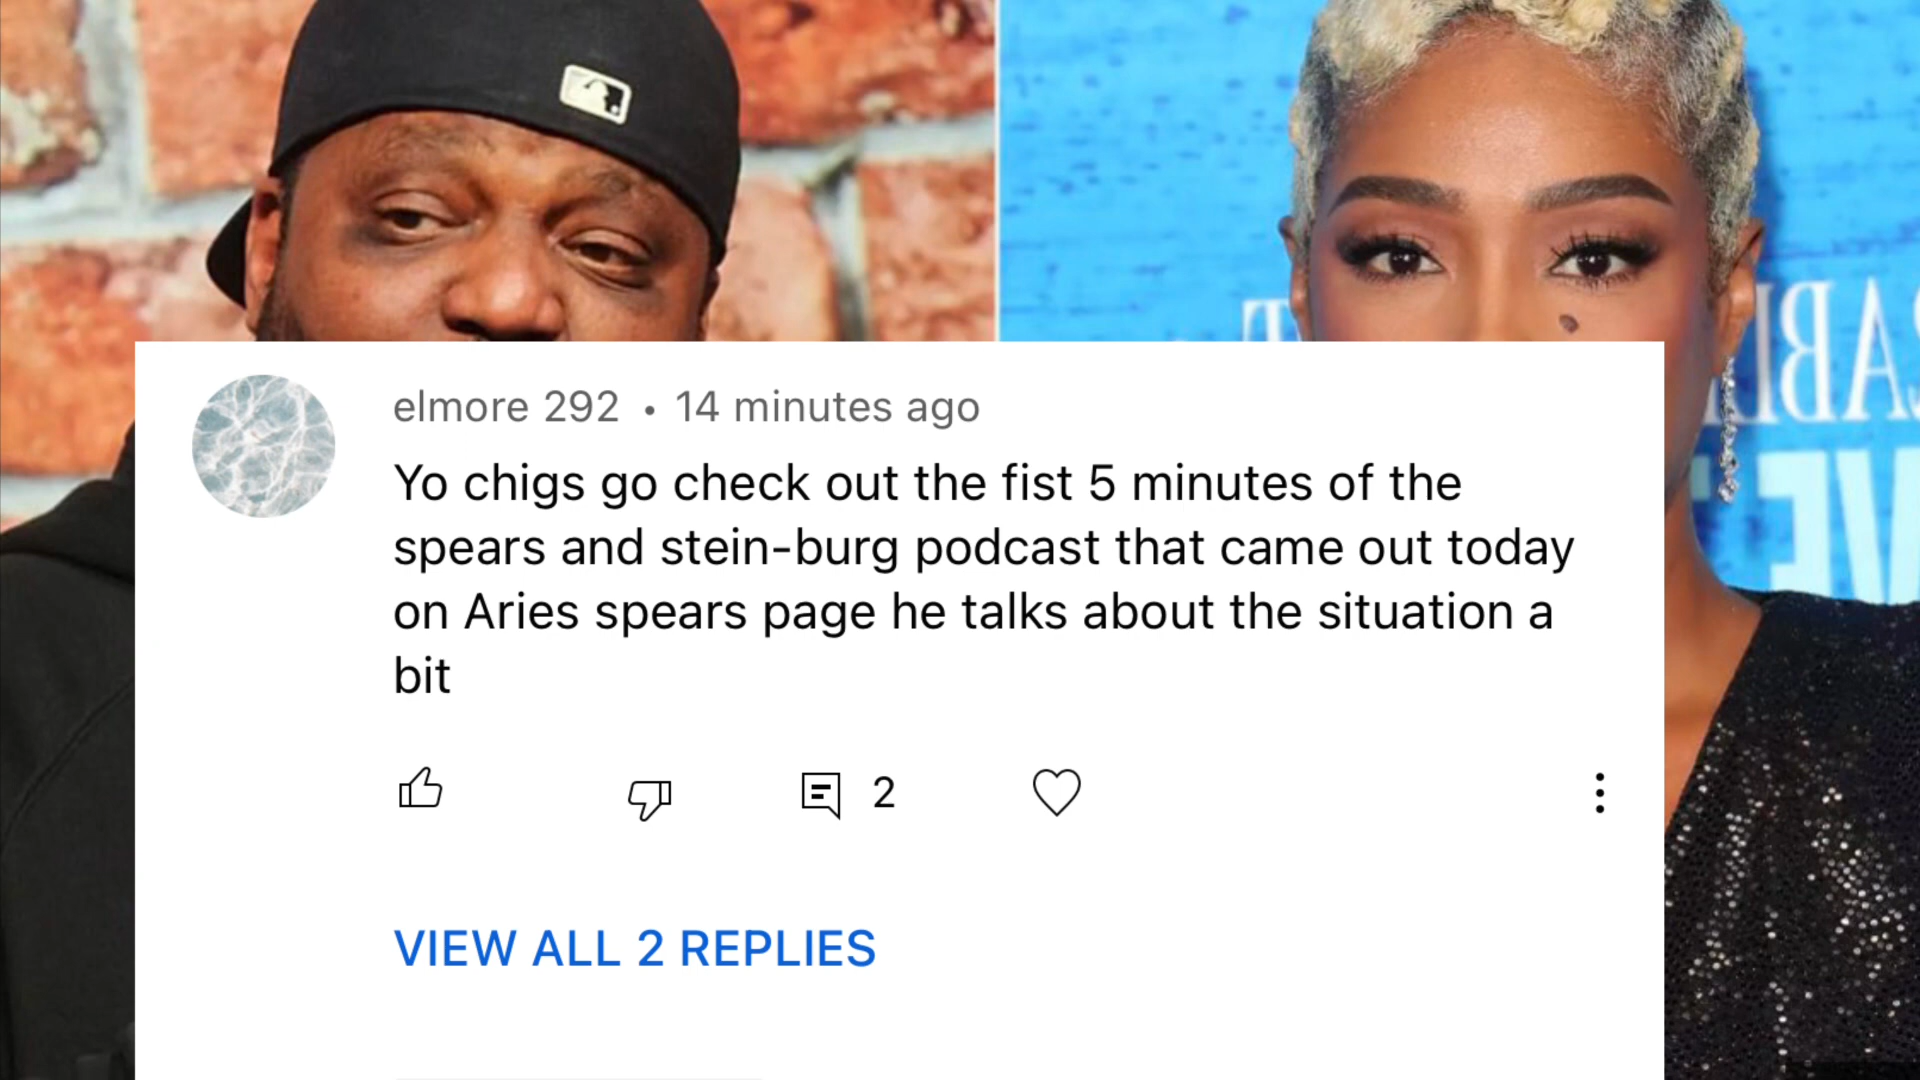 elmore 292 • 14 minutes ago
Yo chigs go check out the fist 5 minutes of the
spears and stein-burg podcast that came out today
on Aries spears page he talks about the situation a
bit
2
VIEW ALL 2 REPLIES